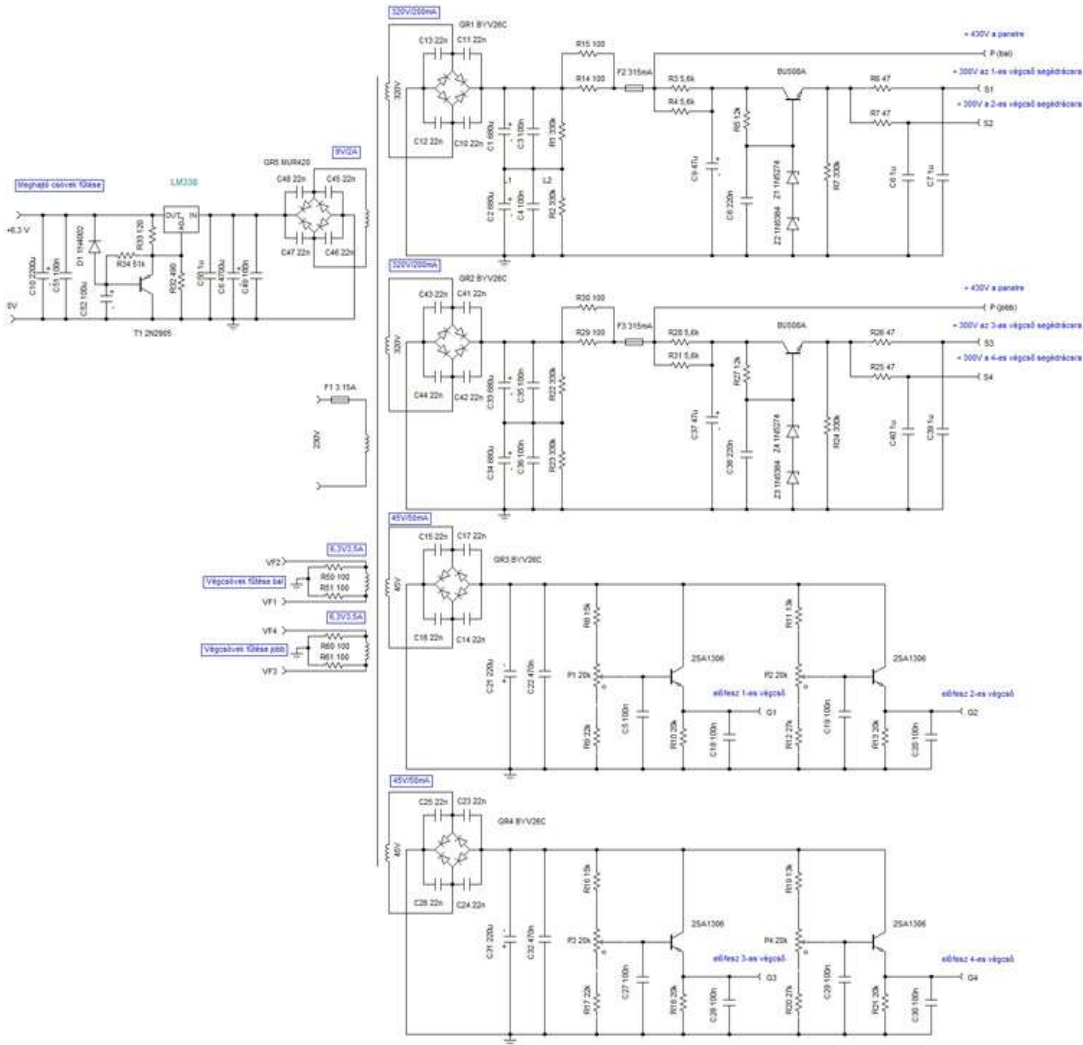 320V/200mA
GR1 BYV26C
C13 22n
C11 22n
320V
C12 22n
C10 22n
R15 100
R14 100
F2 315mA
C1 680u
C3 100n
R1 330k
L1
L2
C2 680u
C4 100n
R2 330k
R3 5,6k
R4 5,6k
C9 47u
R5 12k
C8 220n
Z1 1N5274
Z2 1N5384
BU508A
R7 330k
R6 47
R7 47
C6 1u
C7 1u
+ 430V a panelre
P (bal)
+ 300V az 1-es végcső segédrácsra
S1
+ 300V a 2-es végcső segédrácsra
S2
9V/2A
GR5 MUR420
C48 22n
C45 22n
C47 22n
C46 22n
Meghajtó csövek fűtése
LM338
OUT
IN
ADJ
+6,3 V
0V
C10 2200u
C51 100n
D1 1N4002
R34 51k
C52 100u
R33 120
R32 490
C50 1u
C49 100n
T1 2N2905
320V/200mA
GR2 BYV26C
C43 22n
C41 22n
320V
C44 22n
C42 22n
R30 100
R29 100
F3 315mA
C33 680u
C35 100n
R22 330k
C34 680u
C36 100n
R23 330k
R28 5,6k
R31 5,6k
C37 47u
R27 12k
C38 220n
Z4 1N5274
Z3 1N5384
BU508A
R24 330k
R26 47
R25 47
C40 1u
C39 1u
+ 430V a panelre
P (jobb)
+ 300V az 3-as végcső segédrácsra
S3
+ 300V a 4-es végcső segédrácsra
S4
F1 3.15A
230V
6,3V3,5A
VF2
R50 100
R51 100
Végcsövek fűtése bal
VF1
6,3V3,5A
VF4
R60 100
R61 100
Végcsövek fűtése jobb
VF3
45V/50mA
GR3 BYV26C
C15 22n
C17 22n
45V
C16 22n
C14 22n
C21 220u
C22 470n
R8 15k
P1 20k
R9 22k
C5 100n
2SA1306
R10 20k
C18 100n
előfesz 1-es végcső
G1
R11 13k
P2 20k
R12 27k
C19 100n
2SA1306
R13 20k
C20 100n
előfesz 2-es végcső
G2
45V/50mA
GR4 BYV26C
C25 22n
C23 22n
45V
C26 22n
C24 22n
C31 220u
C32 470n
R16 15k
P3 20k
R17 22k
C27 100n
2SA1306
R18 20k
C28 100n
előfesz 3-as végcső
G3
R19 13k
P4 20k
R20 27k
C29 100n
2SA1306
R21 20k
C30 100n
előfesz 4-es végcső
G4